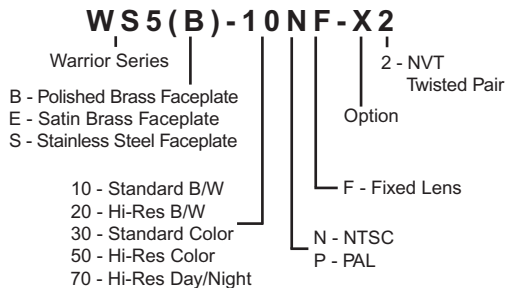 WS5(B)-10NF-X2
Warrior Series
2 - NVT
Twisted Pair
B - Polished Brass Faceplate
E - Satin Brass Faceplate
S - Stainless Steel Faceplate
Option
10 - Standard B/W
20 - Hi-Res B/W
30 - Standard Color
50 - Hi-Res Color
70 - Hi-Res Day/Night
F - Fixed Lens
N - NTSC
P - PAL